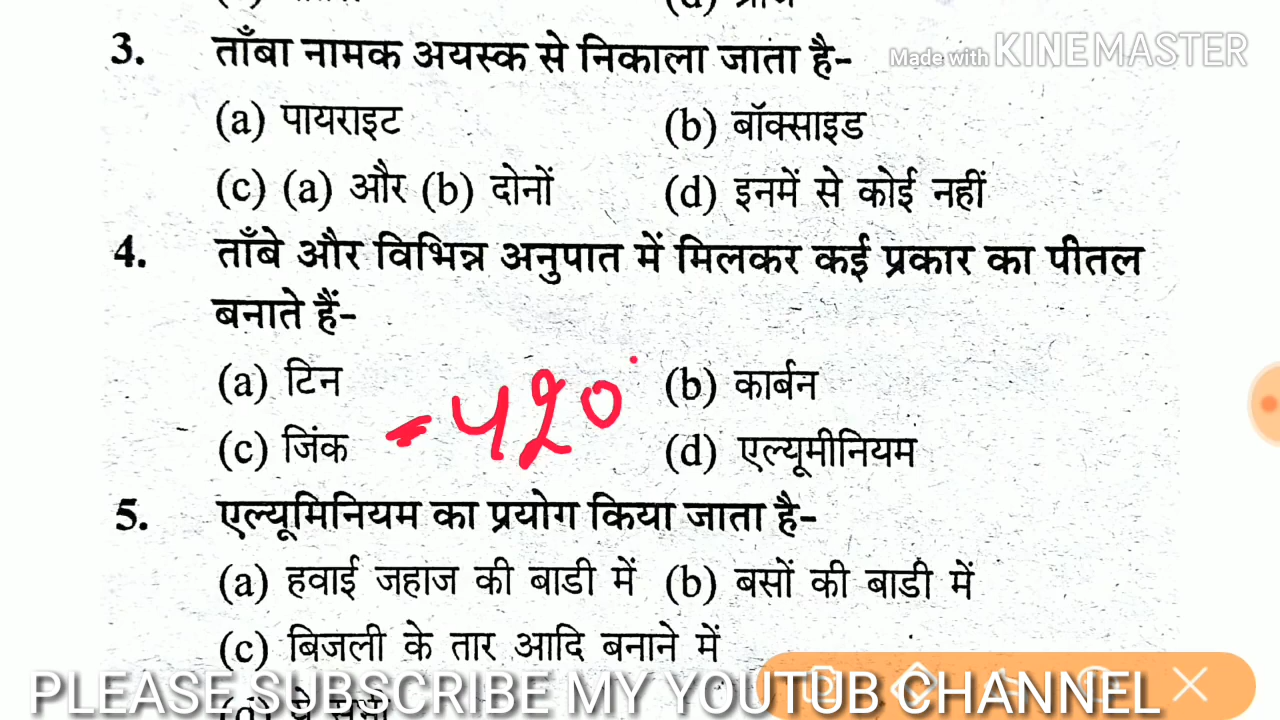 3. ताँबा नामक अयस्क से निकाला जाता है-
Made with KINEMASTER
(a) पायराइट (b) बॉक्साइड
(c) (a) और (b) दोनों (d) इनमें से कोई नहीं
4. ताँबे और विभिन्न अनुपात में मिलकर कई प्रकार का पीतल
बनाते हैं-
(a) टिन (b) कार्बन
(c) जिंक (d) एल्यूमीनियम
5. एल्यूमिनियम का प्रयोग किया जाता है-
(a) हवाई जहाज की बाडी में (b) बसों की बाडी में
(c) बिजली के तार आदि बनाने में
PLEASE SUBSCRIBE MY YOUTUB CHANNEL